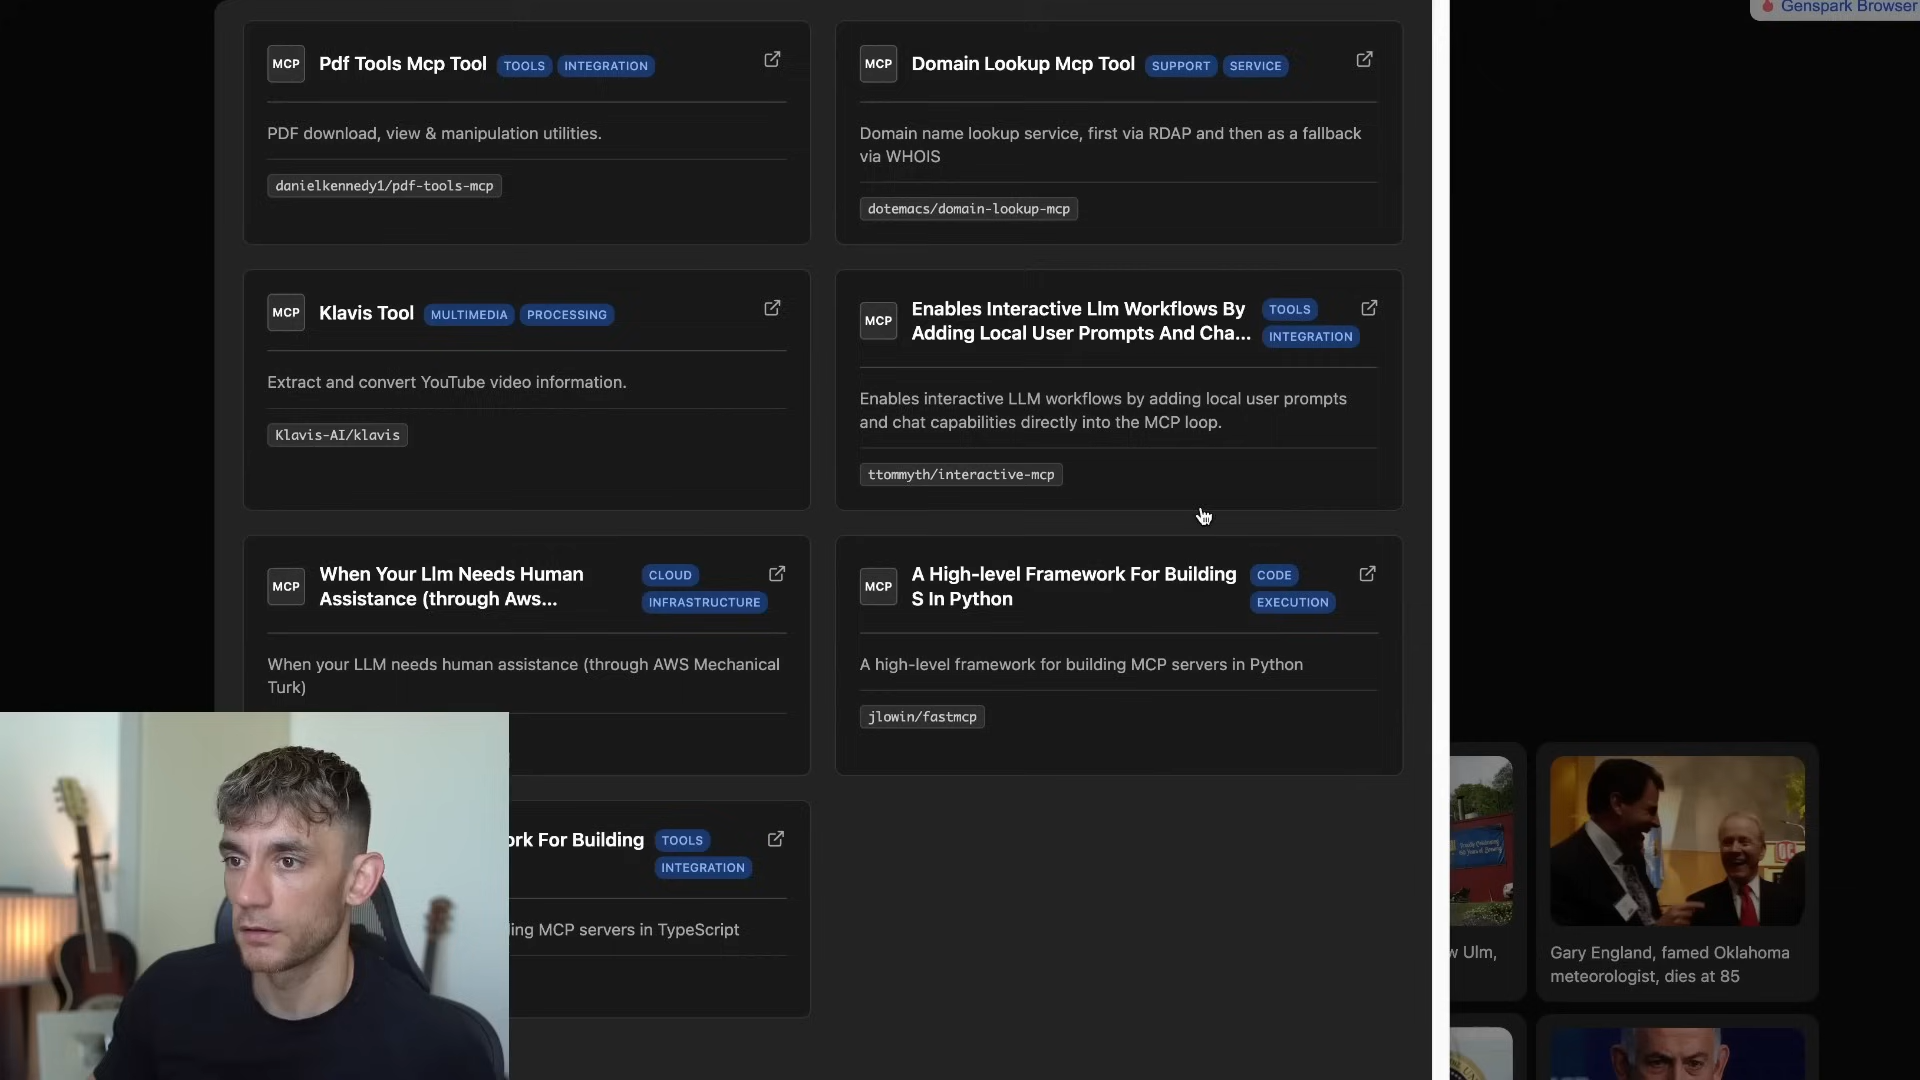 Genspark Browser
MCP
Pdf Tools Mcp Tool
TOOLS
INTEGRATION
PDF download, view & manipulation utilities.
danielkennedy1/pdf-tools-mcp
MCP
Domain Lookup Mcp Tool
SUPPORT
SERVICE
Domain name lookup service, first via RDAP and then as a fallback
via WHOIS
dotemacs/domain-lookup-mcp
MCP
Klavis Tool
MULTIMEDIA
PROCESSING
Extract and convert YouTube video information.
Klavis-AI/klavis
MCP
Enables Interactive Llm Workflows By
Adding Local User Prompts And Cha...
TOOLS
INTEGRATION
Enables interactive LLM workflows by adding local user prompts
and chat capabilities directly into the MCP loop.
ttommyth/interactive-mcp
MCP
When Your Llm Needs Human
Assistance (through Aws...
CLOUD
INFRASTRUCTURE
When your LLM needs human assistance (through AWS Mechanical
Turk)
MCP
A High-level Framework For Building
S In Python
CODE
EXECUTION
A high-level framework for building MCP servers in Python
jlowin/fastmcp
rk For Building
TOOLS
INTEGRATION
ing MCP servers in TypeScript
w Ulm,
Gary England, famed Oklahoma
meteorologist, dies at 85